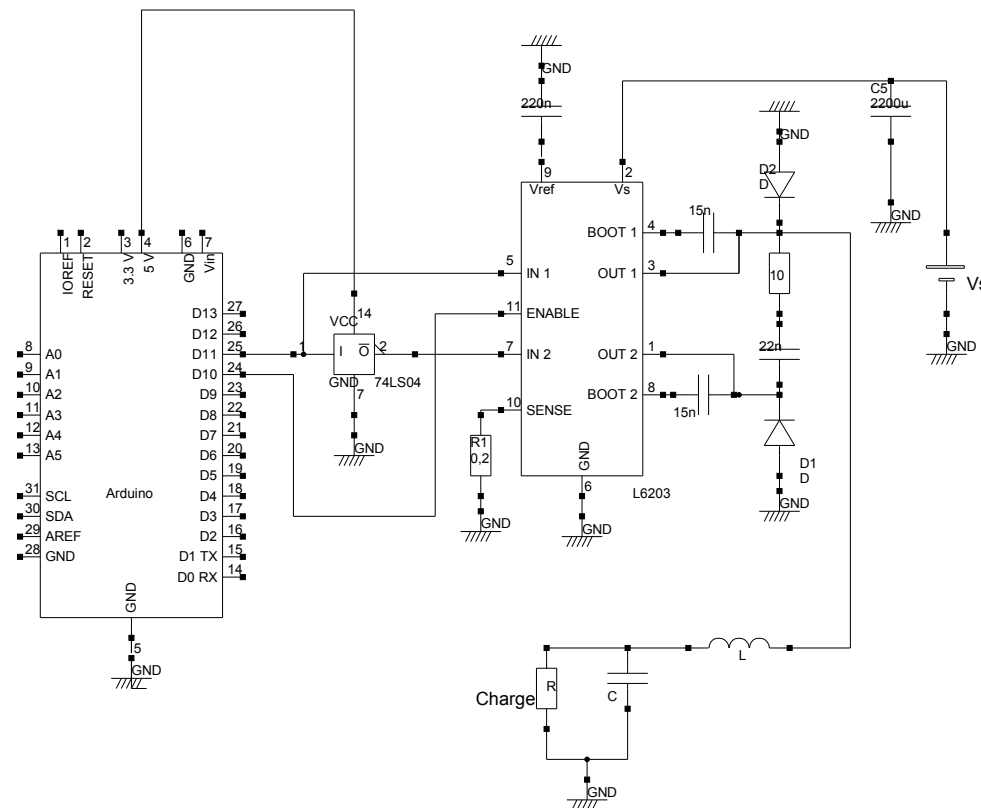 GND
220n
9
Vref
2
Vs
C5
2200u
GND
GND
D2
D
15n
4
BOOT 1
3
OUT 1
10
22n
1
OUT 2
8
BOOT 2
15n
D1
D
GND
GND
Vs
5
IN 1
11
ENABLE
7
IN 2
10
SENSE
GND
6
GND
L6203
R1
0,2
GND
1
IOREF
2
RESET
3
3.3 V
4
5 V
6
GND
7
Vin
D13 27
D12 26
D11 25
D10 24
D9 23
D8 22
D7 21
D6 20
D5 19
D4 18
D3 17
D2 16
D1 TX 15
D0 RX 14
8 A0
9 A1
10 A2
11 A3
12 A4
13 A5
31 SCL
30 SDA
29 AREF
28 GND
Arduino
GND
5
GND
14
VCC
1
I O
2
GND
74LS04
7
GND
L
R
C
Charge
GND